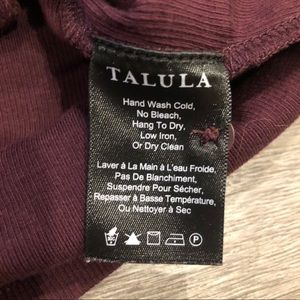 TALULA
Hand Wash Cold,
No Bleach,
Hang To Dry,
Low Iron,
Or Dry Clean
Laver à La Main à L'eau Froide,
Pas De Blanchiment,
Suspendre Pour Sécher,
Repasser à Basse Température,
Ou Nettoyer à Sec
P